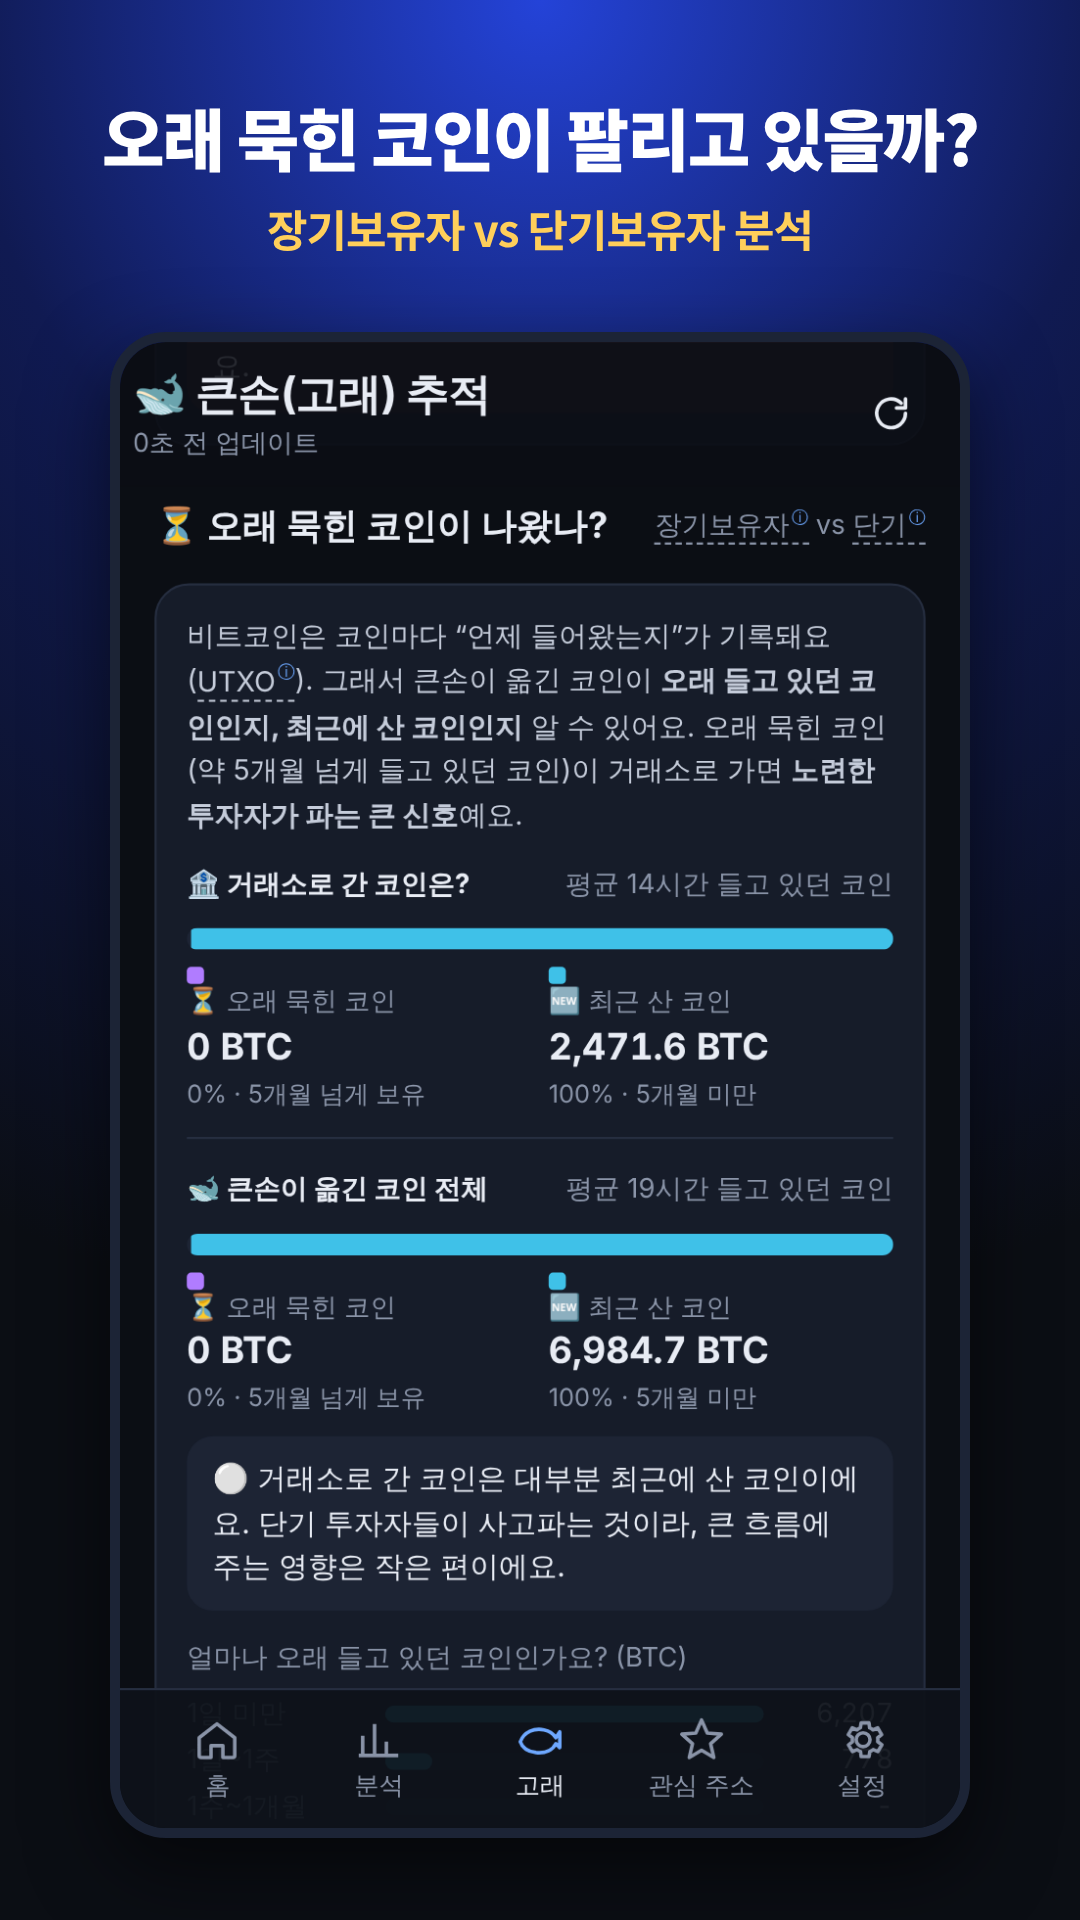 오래 묵힌 코인이 팔리고 있을까?
장기보유자 vs 단기보유자 분석
요.
🐳 큰손(고래) 추적
0초 전 업데이트
⏳ 오래 묵힌 코인이 나왔나? 장기보유자ⓘ vs 단기ⓘ
비트코인은 코인마다 “언제 들어왔는지”가 기록돼요
(UTXOⓘ). 그래서 큰손이 옮긴 코인이 오래 들고 있던 코
인인지, 최근에 산 코인인지 알 수 있어요. 오래 묵힌 코인
(약 5개월 넘게 들고 있던 코인)이 거래소로 가면 노련한
투자자가 파는 큰 신호예요.
🏦 거래소로 간 코인은? 평균 14시간 들고 있던 코인
⏳ 오래 묵힌 코인 🆕 최근 산 코인
0 BTC 2,471.6 BTC
0% · 5개월 넘게 보유 100% · 5개월 미만
🐳 큰손이 옮긴 코인 전체 평균 19시간 들고 있던 코인
⏳ 오래 묵힌 코인 🆕 최근 산 코인
0 BTC 6,984.7 BTC
0% · 5개월 넘게 보유 100% · 5개월 미만
⚪ 거래소로 간 코인은 대부분 최근에 산 코인이에
요. 단기 투자자들이 사고파는 것이라, 큰 흐름에
주는 영향은 작은 편이에요.
얼마나 오래 들고 있던 코인인가요? (BTC)
1일 미만 6,207
1주~1개월 -
홈 분석 고래 관심 주소 설정